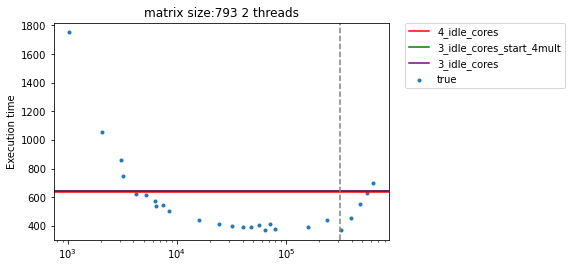 matrix size:793 2 threads
Execution time
1800
1600
1400
1200
1000
800
600
400
10³
10⁴
10⁵
4_idle_cores
3_idle_cores_start_4mult
3_idle_cores
true